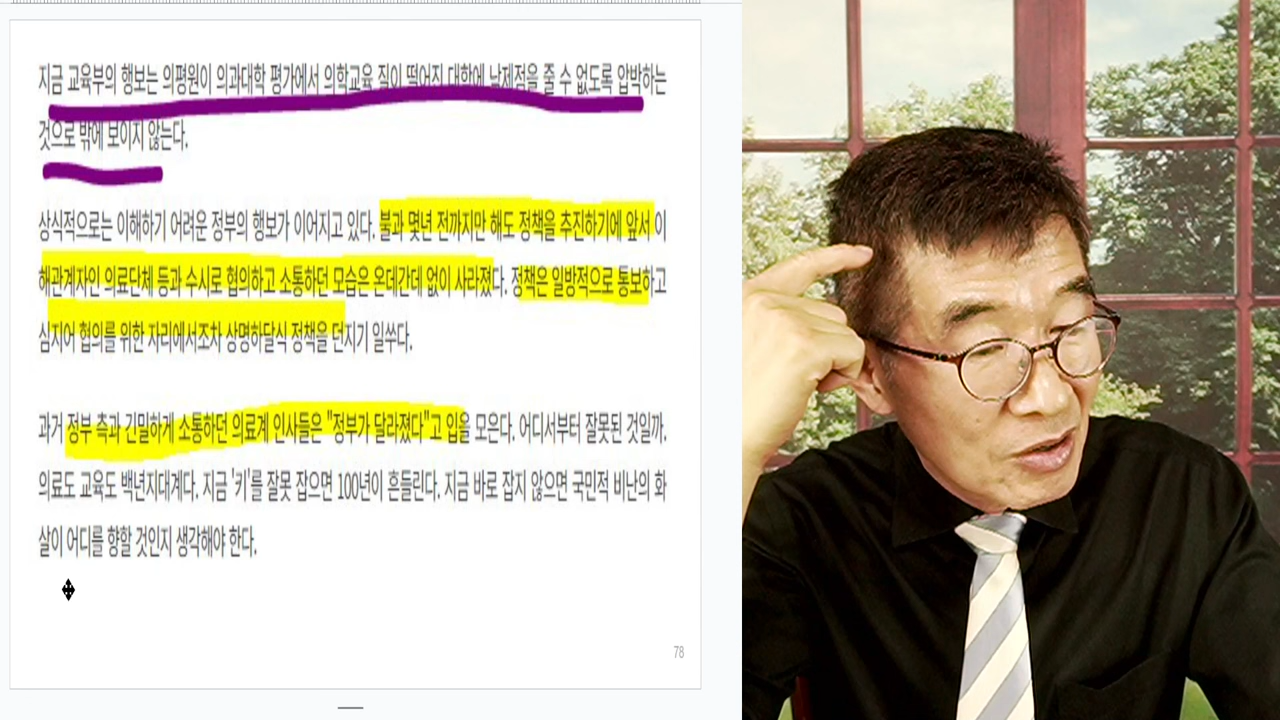 지금 교육부의 행보는 의평원이 의과대학 평가에서 의학교육 질이 떨어진 대학에 낙제점을 줄 수 없도록 압박하는
것으로 밖에 보이지 않는다.
상식적으로는 이해하기 어려운 정부의 행보가 이어지고 있다. 불과 몇년 전까지만 해도 정책을 추진하기에 앞서 이
해관계자인 의료단체 등과 수시로 협의하고 소통하던 모습은 온데간데 없이 사라졌다. 정책은 일방적으로 통보하고
심지어 협의를 위한 자리에서조차 상명하달식 정책을 던지기 일쑤다.
과거 정부 측과 긴밀하게 소통하던 의료계 인사들은 "정부가 달라졌다"고 입을 모은다. 어디서부터 잘못된 것일까.
의료도 교육도 백년지대계다. 지금 '키'를 잘못 잡으면 100년이 흔들린다. 지금 바로 잡지 않으면 국민적 비난의 화
살이 어디를 향할 것인지 생각해야 한다.
78